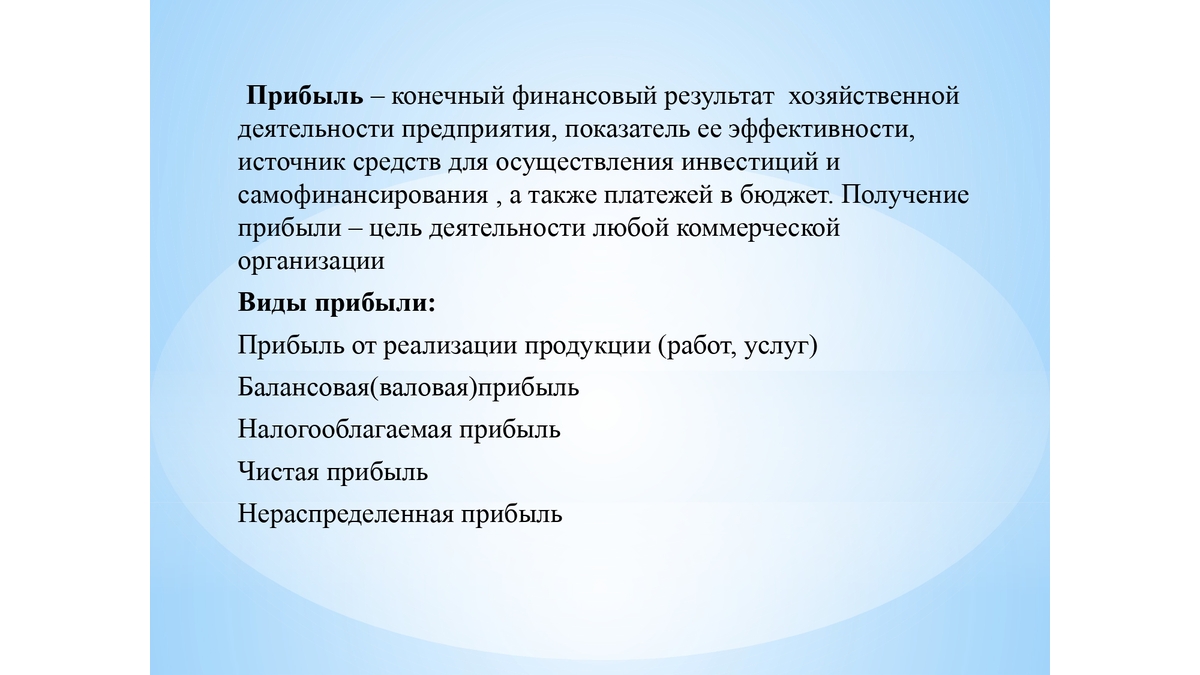 Прибыль – конечный финансовый результат  хозяйственной
деятельности предприятия, показатель ее эффективности,
источник средств для осуществления инвестиций и
самофинансирования , а также платежей в бюджет. Получение
прибыли – цель деятельности любой коммерческой
организации
Виды прибыли:
Прибыль от реализации продукции (работ, услуг)
Балансовая(валовая)прибыль
Налогооблагаемая прибыль
Чистая прибыль
Нераспределенная прибыль